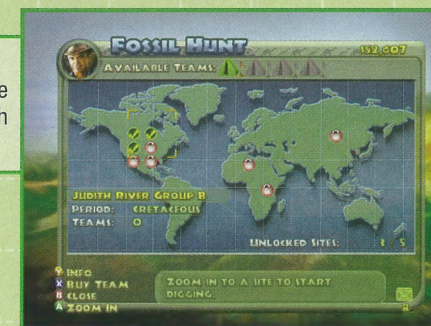 e
n
FOSSIL HUNT
$82,607
AVAILABLE TEAMS:
JUDITH RIVER GROUP B
PERIOD: CRETACEOUS
TEAMS: 0
UNLOCKED SITES: 3 5
Y INFO
X BUY TEAM
B CLOSE
A ZOOM IN
ZOOM IN TO A SITE TO START
DIGGING.